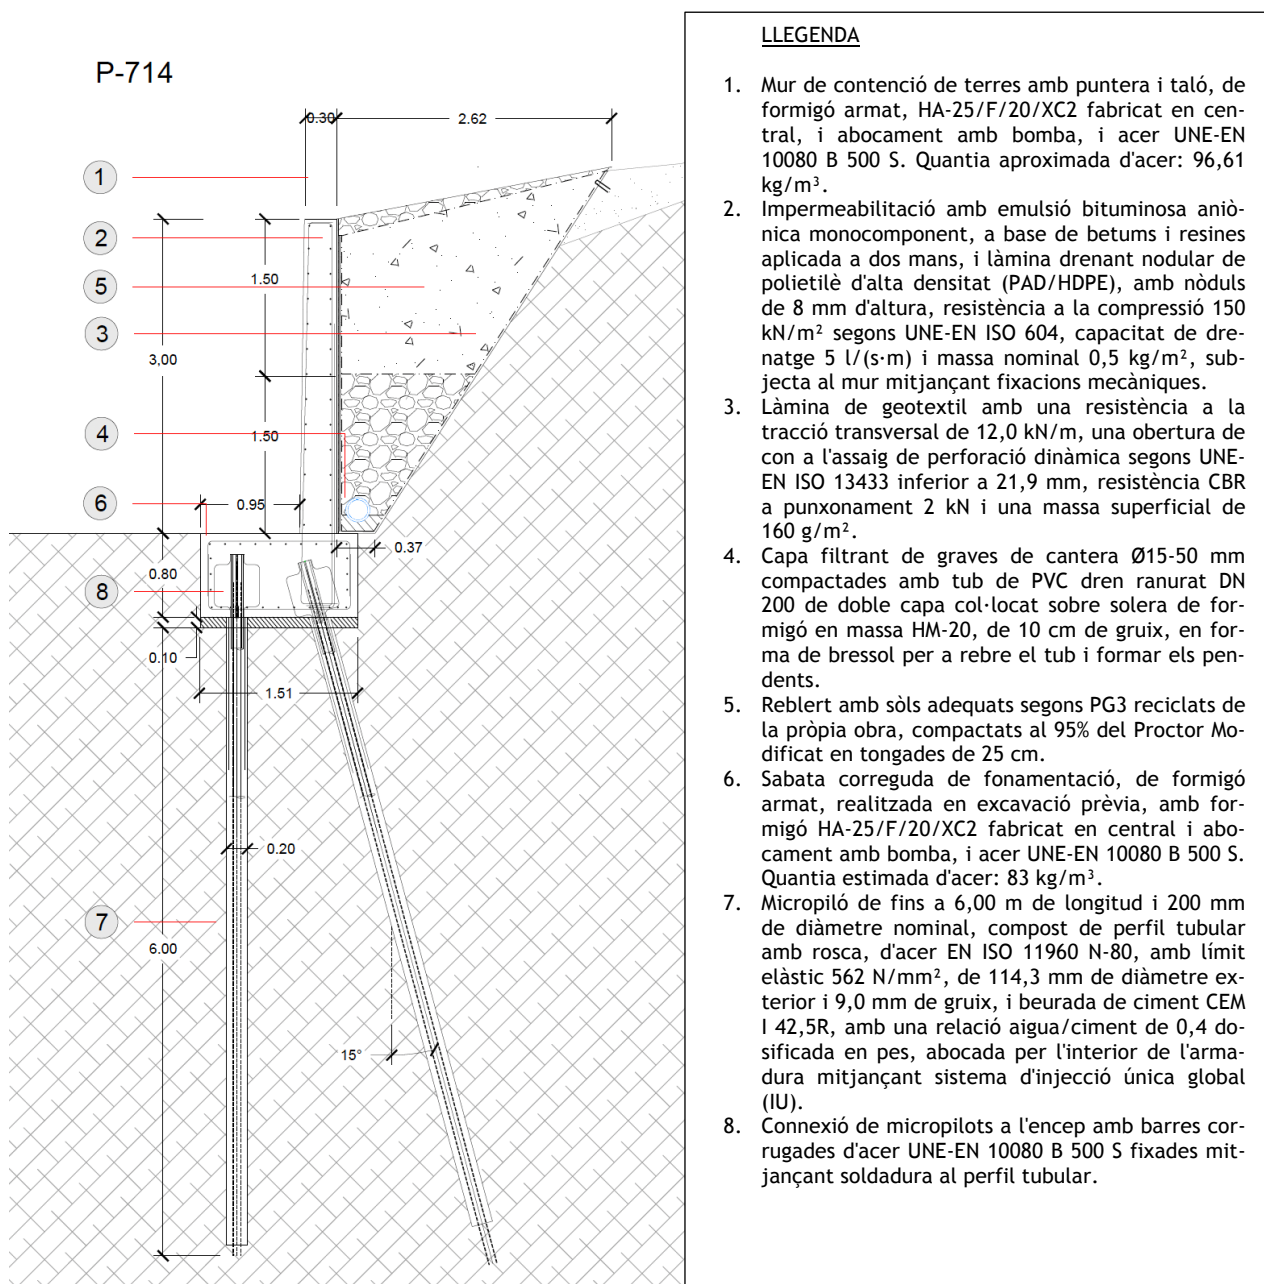 P-714
0.30
2.62
1
2
5
3
4
6
8
7
1.50
3,00
1.50
0.95
0.37
0.80
0.10
1.51
0.20
6.00
15°
LLEGENDA
1. Mur de contenció de terres amb puntera i taló, de
formigó armat, HA-25/F/20/XC2 fabricat en cen-
tral, i abocament amb bomba, i acer UNE-EN
10080 B 500 S. Quantia aproximada d'acer: 96,61
kg/m³.
2. Impermeabilitació amb emulsió bituminosa aniò-
nica monocomponent, a base de betums i resines
aplicada a dos mans, i làmina drenant nodular de
polietilè d'alta densitat (PAD/HDPE), amb nòduls
de 8 mm d'altura, resistència a la compressió 150
kN/m² segons UNE-EN ISO 604, capacitat de dre-
natge 5 l/(s·m) i massa nominal 0,5 kg/m², sub-
jecta al mur mitjançant fixacions mecàniques.
3. Làmina de geotextil amb una resistència a la
tracció transversal de 12,0 kN/m, una obertura de
con a l'assaig de perforació dinàmica segons UNE-
EN ISO 13433 inferior a 21,9 mm, resistència CBR
a punxonament 2 kN i una massa superficial de
160 g/m².
4. Capa filtrant de graves de cantera Ø15-50 mm
compactades amb tub de PVC dren ranurat DN
200 de doble capa col·locat sobre solera de for-
migó en massa HM-20, de 10 cm de gruix, en for-
ma de bressol per a rebre el tub i formar els pen-
dents.
5. Reblert amb sòls adequats segons PG3 reciclats de
la pròpia obra, compactats al 95% del Proctor Mo-
dificat en tongades de 25 cm.
6. Sabata correguda de fonamentació, de formigó
armat, realitzada en excavació prèvia, amb for-
migó HA-25/F/20/XC2 fabricat en central i abo-
cament amb bomba, i acer UNE-EN 10080 B 500 S.
Quantia estimada d'acer: 83 kg/m³.
7. Micropiló de fins a 6,00 m de longitud i 200 mm
de diàmetre nominal, compost de perfil tubular
amb rosca, d'acer EN ISO 11960 N-80, amb límit
elàstic 562 N/mm², de 114,3 mm de diàmetre ex-
terior i 9,0 mm de gruix, i beurada de ciment CEM
I 42,5R, amb una relació aigua/ciment de 0,4 do-
sificada en pes, abocada per l'interior de l'arma-
dura mitjançant sistema d'injecció única global
(IU).
8. Connexió de micropilots a l'encep amb barres cor-
rugades d'acer UNE-EN 10080 B 500 S fixades mit-
jançant soldadura al perfil tubular.